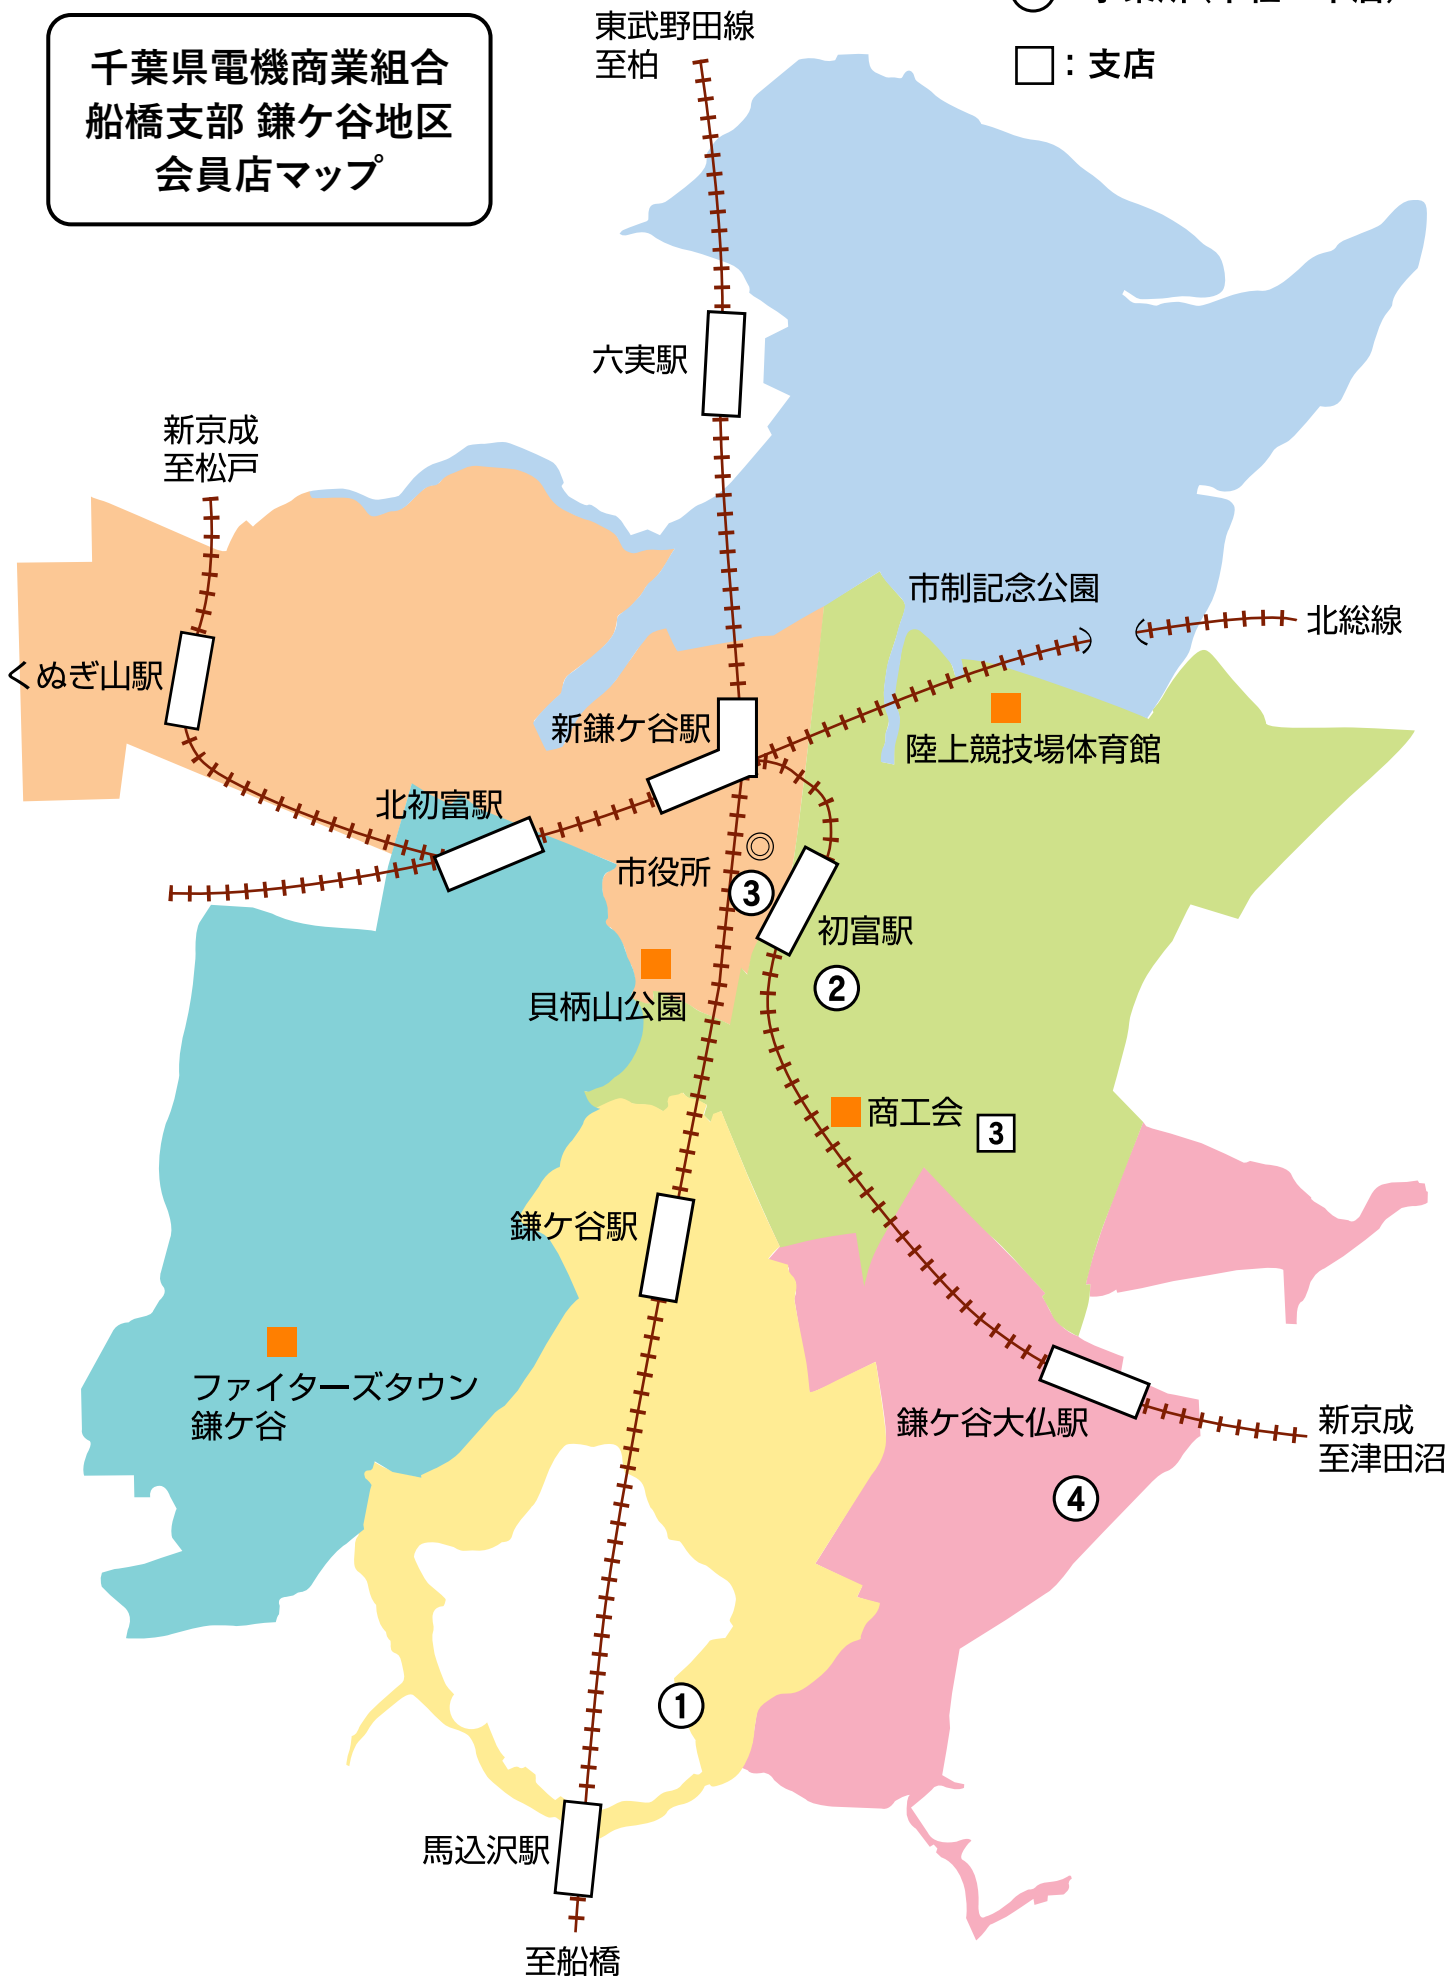 千葉県電機商業組合
船橋支部 鎌ケ谷地区
会員店マップ
東武野田線
至柏
□：支店
六実駅
新京成
至松戸
市制記念公園
北総線
くぬぎ山駅
新鎌ケ谷駅
陸上競技場体育館
北初富駅
市役所
3
初富駅
2
貝柄山公園
商工会
3
鎌ケ谷駅
ファイターズタウン
鎌ケ谷
鎌ケ谷大仏駅
新京成
至津田沼
4
1
馬込沢駅
至船橋